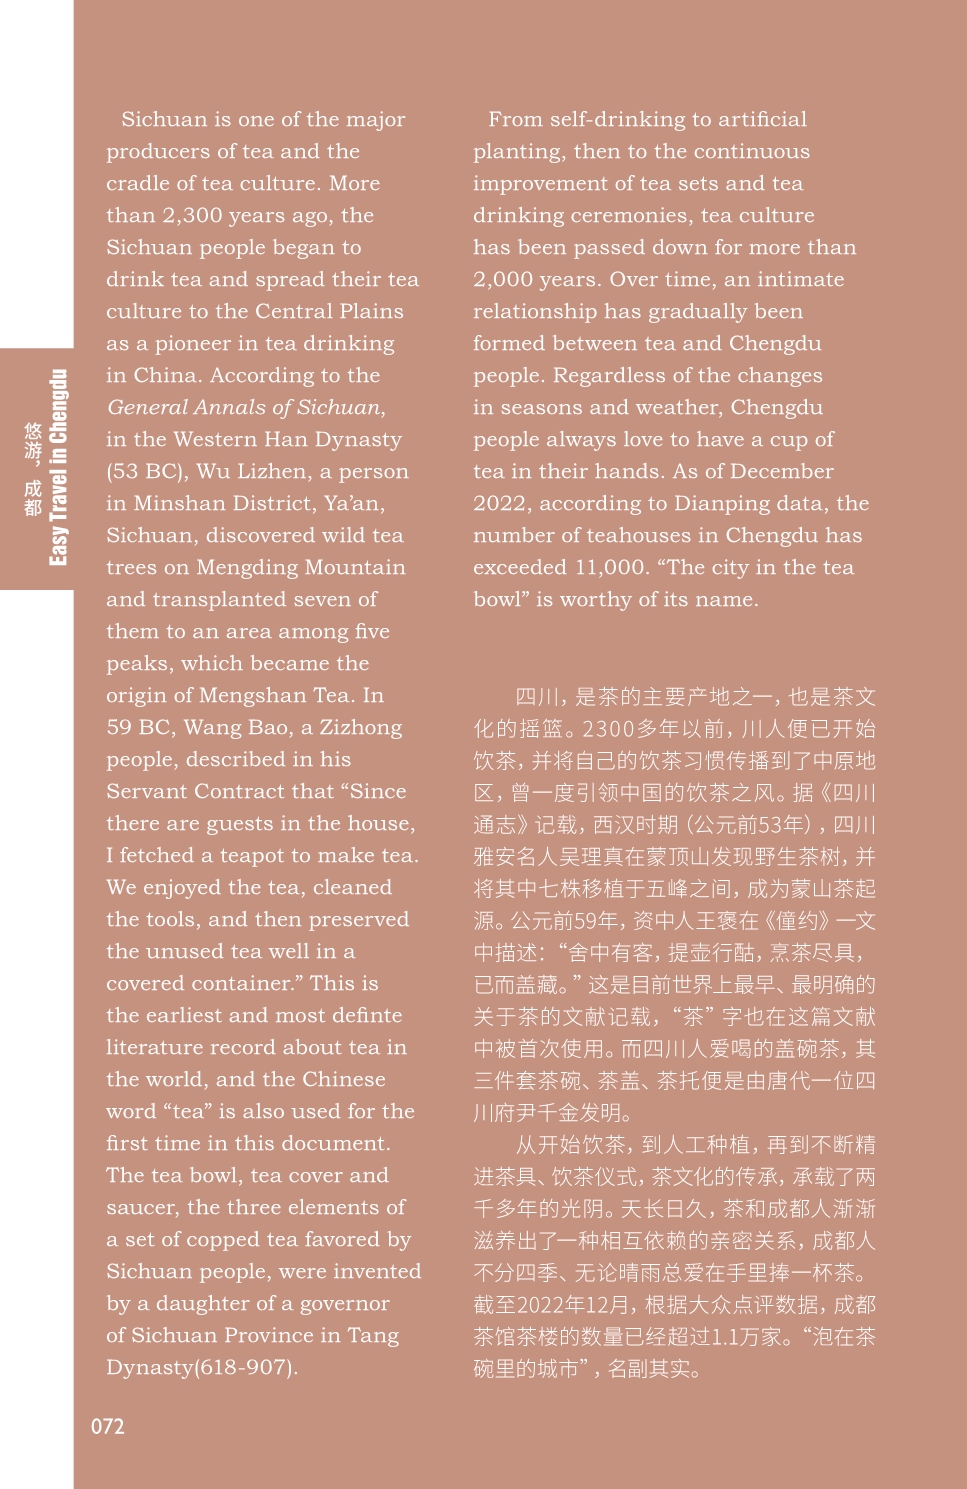 悠游，成都
Easy Travel in Chengdu
Sichuan is one of the major
producers of tea and the
cradle of tea culture. More
than 2,300 years ago, the
Sichuan people began to
drink tea and spread their tea
culture to the Central Plains
as a pioneer in tea drinking
in China. According to the
General Annals of Sichuan,
in the Western Han Dynasty
(53 BC), Wu Lizhen, a person
in Minshan District, Ya’an,
Sichuan, discovered wild tea
trees on Mengding Mountain
and transplanted seven of
them to an area among five
peaks, which became the
origin of Mengshan Tea. In
59 BC, Wang Bao, a Zizhong
people, described in his
Servant Contract that “Since
there are guests in the house,
I fetched a teapot to make tea.
We enjoyed the tea, cleaned
the tools, and then preserved
the unused tea well in a
covered container.” This is
the earliest and most definte
literature record about tea in
the world, and the Chinese
word “tea” is also used for the
first time in this document.
The tea bowl, tea cover and
saucer, the three elements of
a set of copped tea favored by
Sichuan people, were invented
by a daughter of a governor
of Sichuan Province in Tang
Dynasty(618-907).
From self-drinking to artificial
planting, then to the continuous
improvement of tea sets and tea
drinking ceremonies, tea culture
has been passed down for more than
2,000 years. Over time, an intimate
relationship has gradually been
formed between tea and Chengdu
people. Regardless of the changes
in seasons and weather, Chengdu
people always love to have a cup of
tea in their hands. As of December
2022, according to Dianping data, the
number of teahouses in Chengdu has
exceeded 11,000. “The city in the tea
bowl” is worthy of its name.
四川，是茶的主要产地之一，也是茶文
化的摇篮。2300多年以前，川人便已开始
饮茶，并将自己的饮茶习惯传播到了中原地
区，曾一度引领中国的饮茶之风。据《四川
通志》记载，西汉时期（公元前53年），四川
雅安名人吴理真在蒙顶山发现野生茶树，并
将其中七株移植于五峰之间，成为蒙山茶起
源。公元前59年，资中人王褒在《僮约》一文
中描述：“舍中有客，提壶行酤，烹茶尽具，
已而盖藏。”这是目前世界上最早、最明确的
关于茶的文献记载，“茶”字也在这篇文献
中被首次使用。而四川人爱喝的盖碗茶，其
三件套茶碗、茶盖、茶托便是由唐代一位四
川府尹千金发明。
从开始饮茶，到人工种植，再到不断精
进茶具、饮茶仪式，茶文化的传承，承载了两
千多年的光阴。天长日久，茶和成都人渐渐
滋养出了一种相互依赖的亲密关系，成都人
不分四季、无论晴雨总爱在手里捧一杯茶。
截至2022年12月，根据大众点评数据，成都
茶馆茶楼的数量已经超过1.1万家。“泡在茶
碗里的城市”，名副其实。
072